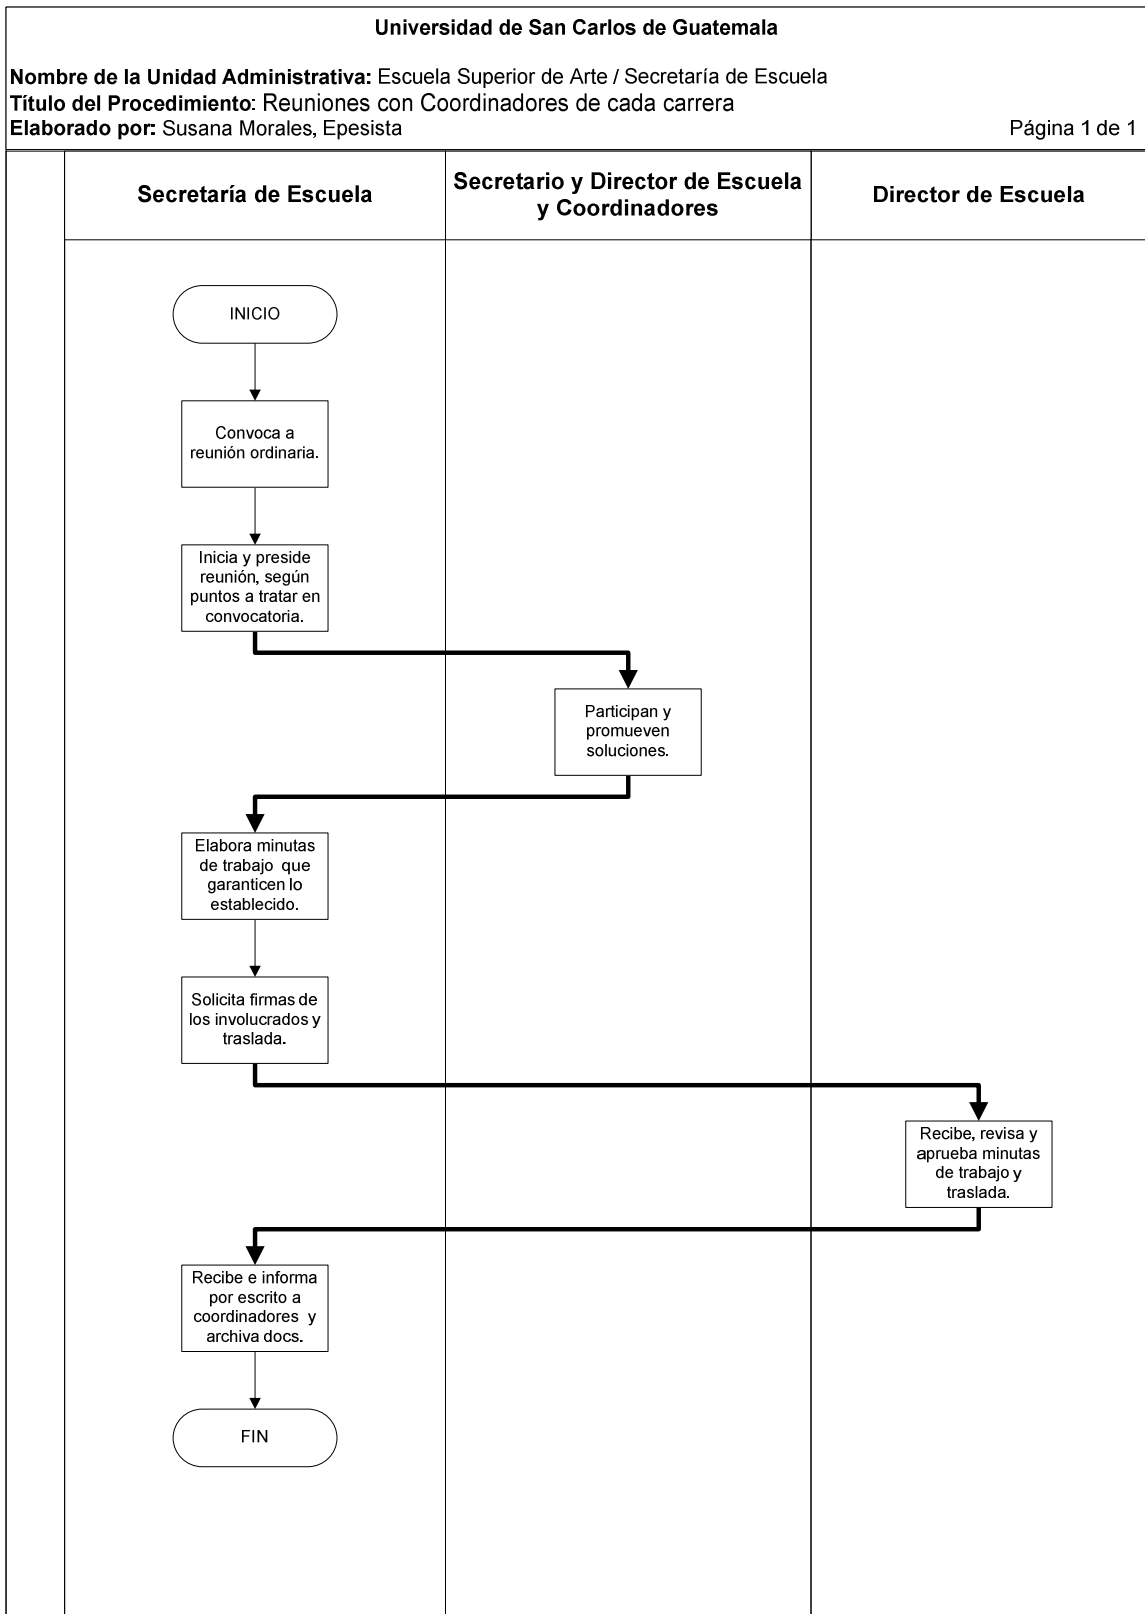 Universidad de San Carlos de Guatemala
Nombre de la Unidad Administrativa: Escuela Superior de Arte / Secretaría de Escuela
Título del Procedimiento: Reuniones con Coordinadores de cada carrera
Elaborado por: Susana Morales, Epesista
Página 1 de 1
Secretaría de Escuela
Secretario y Director de Escuela
y Coordinadores
Director de Escuela
INICIO
Convoca a
reunión ordinaria.
Inicia y preside
reunión, según
puntos a tratar en
convocatoria.
Participan y
promueven
soluciones.
Elabora minutas
de trabajo que
garanticen lo
establecido.
Solicita firmas de
los involucrados y
traslada.
Recibe, revisa y
aprueba minutas
de trabajo y
traslada.
Recibe e informa
por escrito a
coordinadores y
archiva docs.
FIN